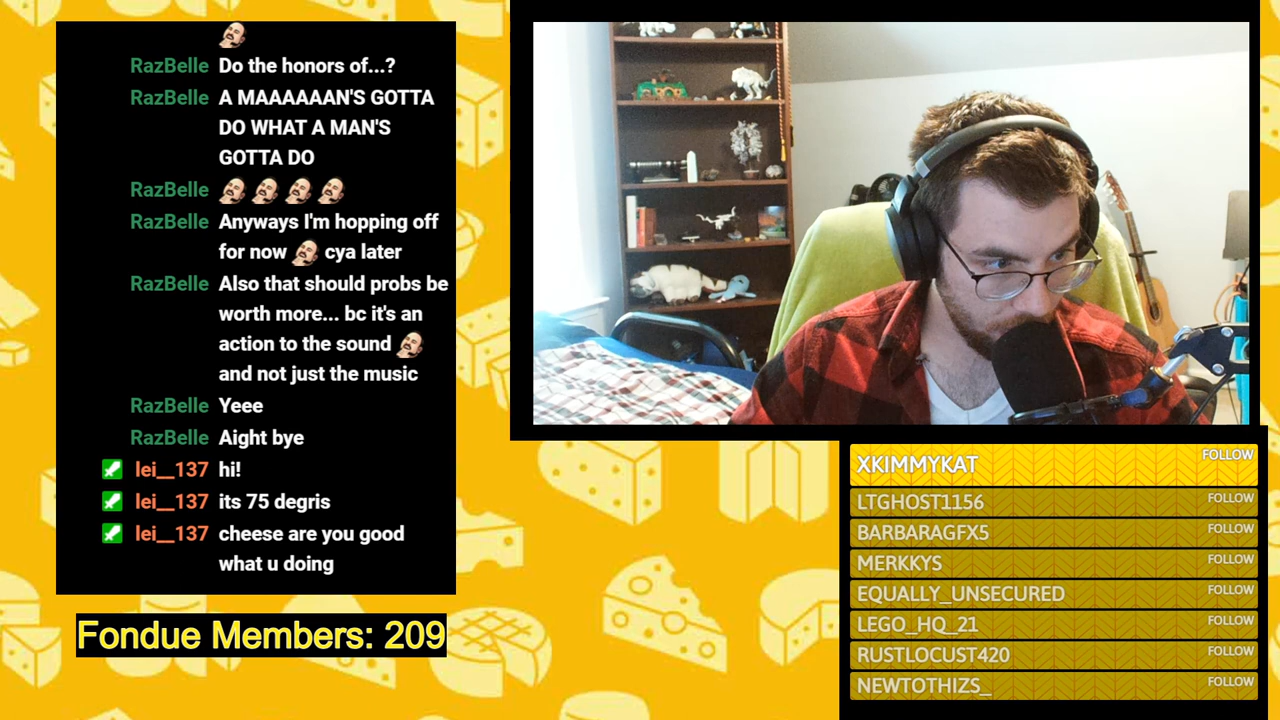 RazBelle Do the honors of...?
RazBelle A MAAAAAAN'S GOTTA
DO WHAT A MAN'S
GOTTA DO
RazBelle
RazBelle Anyways I'm hopping off
for now cya later
RazBelle Also that should probs be
worth more... bc it's an
action to the sound
and not just the music
RazBelle Yeee
RazBelle Aight bye
lei__137 hi!
lei__137 its 75 degris
lei__137 cheese are you good
what u doing
Fondue Members: 209
XKIMMYKAT FOLLOW
LTGHOST1156 FOLLOW
BARBARAGFX5 FOLLOW
MERKKYS FOLLOW
EQUALLY_UNSECURED FOLLOW
LEGO_HQ_21 FOLLOW
RUSTLOCUST420 FOLLOW
NEWTOTHIZS_ FOLLOW